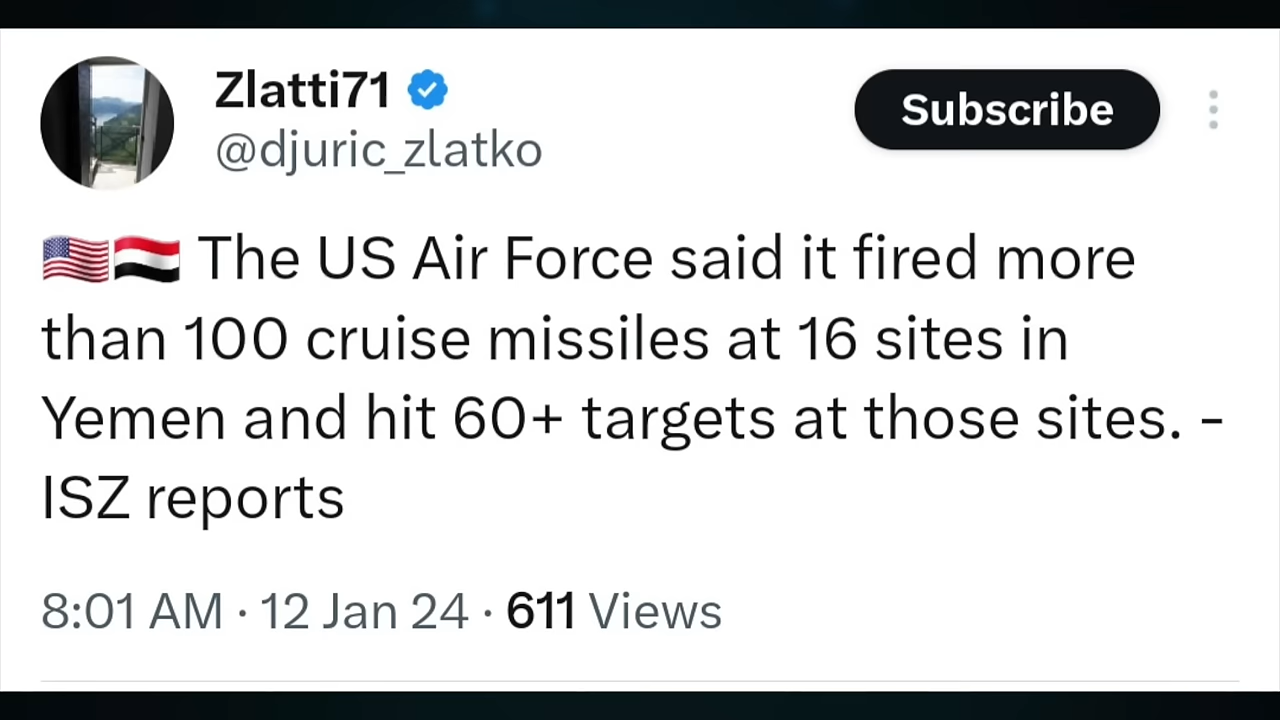 Zlatti71
Subscribe
@djuric_zlatko
🇺🇸🇾🇪 The US Air Force said it fired more
than 100 cruise missiles at 16 sites in
Yemen and hit 60+ targets at those sites. -
ISZ reports
8:01 AM · 12 Jan 24 · 611 Views